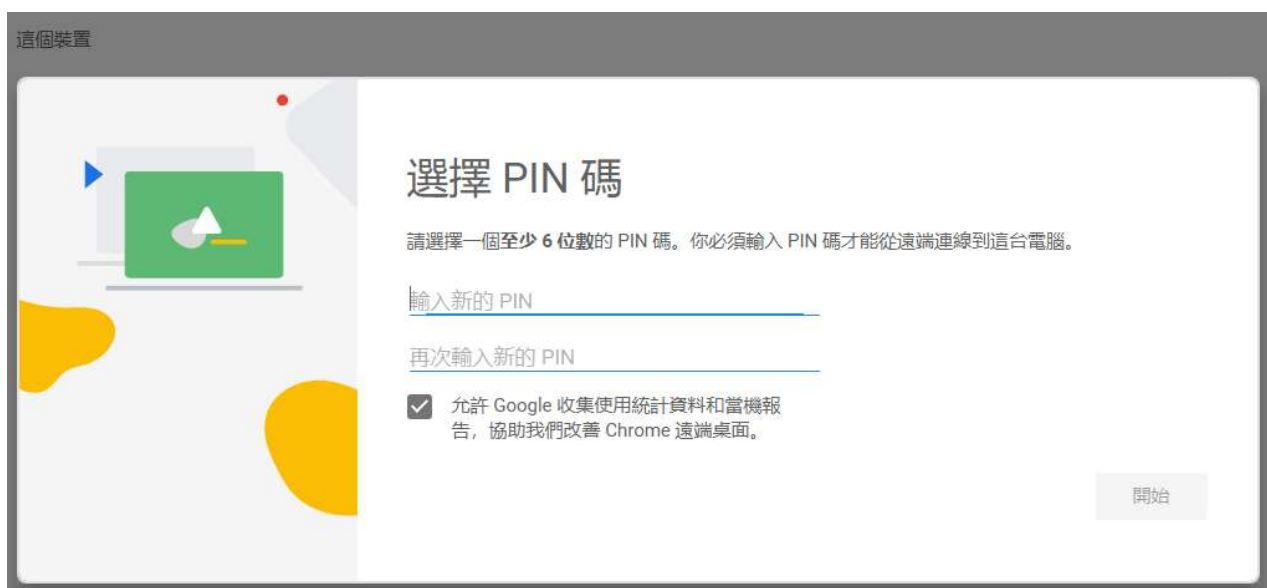 這個裝置
選擇 PIN 碼
請選擇一個至少 6 位數的 PIN 碼。你必須輸入 PIN 碼才能從遠端連線到這台電腦。
輸入新的 PIN
再次輸入新的 PIN
允許 Google 收集使用統計資料和當機報
告，協助我們改善 Chrome 遠端桌面。
開始